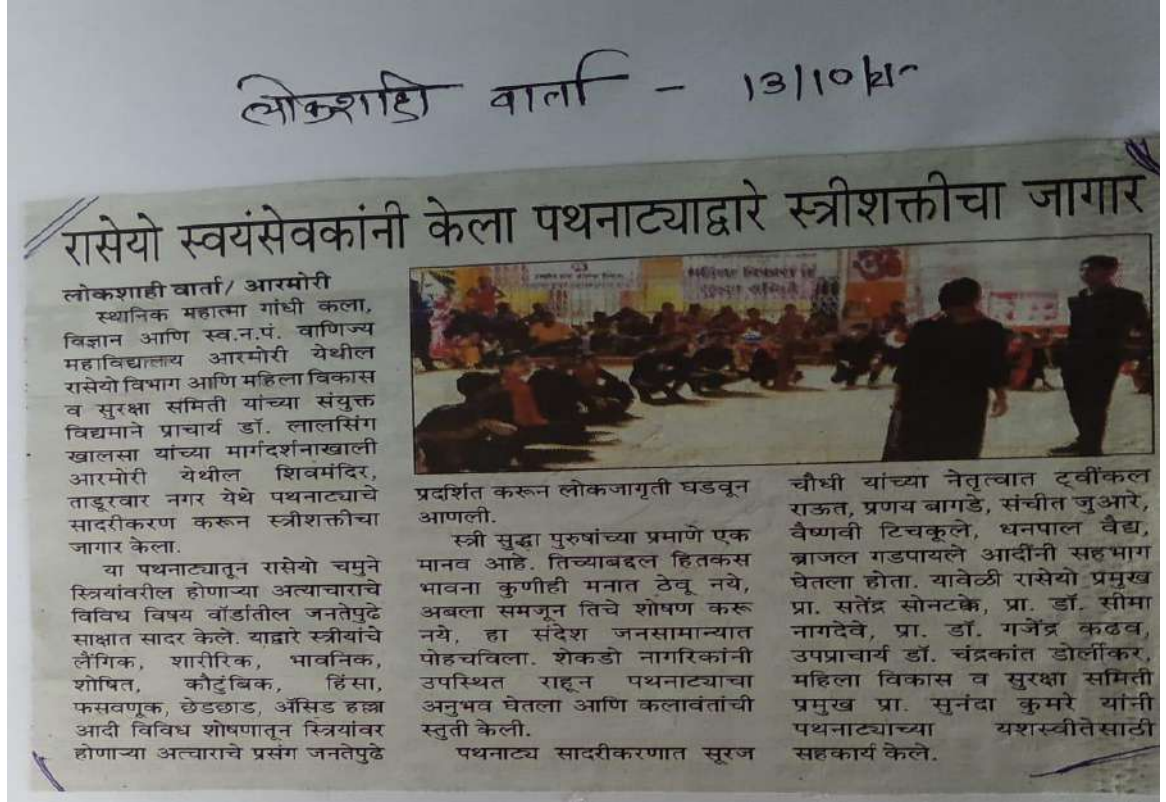 लोकशाही वार्ता - 13/10/21
रासेयो स्वयंसेवकांनी केला पथनाट्याद्वारे स्त्रीशक्तीचा जागार
लोकशाही वार्ता/ आरमोरी
स्थानिक महात्मा गांधी कला,
विज्ञान आणि स्व.न.पं. वाणिज्य
महाविद्यालय आरमोरी येथील
रासेयो विभाग आणि महिला विकास
व सुरक्षा समिती यांच्या संयुक्त
विद्यमाने प्राचार्य डॉ. लालसिंग
खालसा यांच्या मार्गदर्शनाखाली
आरमोरी येथील शिवमंदिर,
ताडूरवार नगर येथे पथनाट्याचे
सादरीकरण करून स्त्रीशक्तीचा
जागार केला.
या पथनाट्यातून रासेयो चमुने
स्त्रियांवरील होणाऱ्या अत्याचाराचे
विविध विषय वॉर्डातील जनतेपुढे
साक्षात सादर केले. याद्वारे स्त्रीयांचे
लैंगिक, शारीरिक, भावनिक,
शोषित, कौटुंबिक, हिंसा,
फसवणूक, छेडछाड, ॲसिड हल्ला
आदी विविध शोषणातून स्त्रियांवर
होणाऱ्या अत्चाराचे प्रसंग जनतेपुढे
प्रदर्शित करून लोकजागृती घडवून
आणली.
स्त्री सुद्धा पुरुषांच्या प्रमाणे एक
मानव आहे. तिच्याबद्दल हितकस
भावना कुणीही मनात ठेवू नये,
अबला समजून तिचे शोषण करू
नये, हा संदेश जनसामान्यात
पोहचविला. शेकडो नागरिकांनी
उपस्थित राहून पथनाट्याचा
अनुभव घेतला आणि कलावंतांची
स्तुती केली.
पथनाट्य सादरीकरणात सूरज
चौधी यांच्या नेतृत्वात ट्वींकल
राऊत, प्रणय बागडे, संचीत जुआरे,
वैष्णवी टिचकूले, धनपाल वैद्य,
ब्राजल गडपायले आदींनी सहभाग
घेतला होता. यावेळी रासेयो प्रमुख
प्रा. सतेंद्र सोनटक्के, प्रा. डॉ. सीमा
नागदेवे, प्रा. डॉ. गजेंद्र कढव,
उपप्राचार्य डॉ. चंद्रकांत डोर्लीकर,
महिला विकास व सुरक्षा समिती
प्रमुख प्रा. सुनंदा कुमरे यांनी
पथनाट्याच्या यशस्वीतेसाठी
सहकार्य केले.